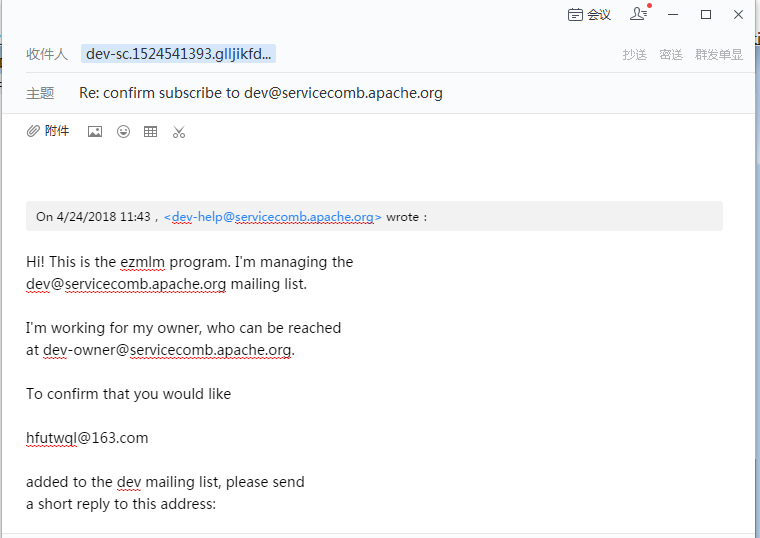 会议
收件人 dev-sc.1524541393.glljikfd... 抄送 密送 群发单显
主题 Re: confirm subscribe to dev@servicecomb.apache.org
附件
On 4/24/2018 11:43，<dev-help@servicecomb.apache.org> wrote：
Hi! This is the ezmlm program. I'm managing the
dev@servicecomb.apache.org mailing list.
I'm working for my owner, who can be reached
at dev-owner@servicecomb.apache.org.
To confirm that you would like
hfutwql@163.com
added to the dev mailing list, please send
a short reply to this address: